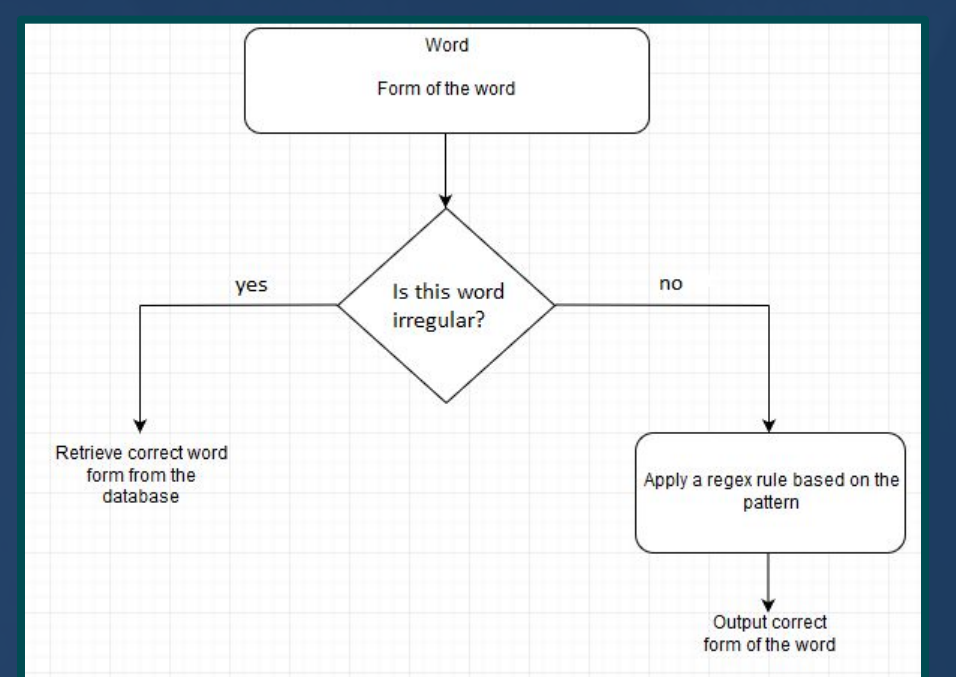 Word
Form of the word
yes
Is this word
irregular?
no
Retrieve correct word
form from the
database
Apply a regex rule based on the
pattern
Output correct
form of the word